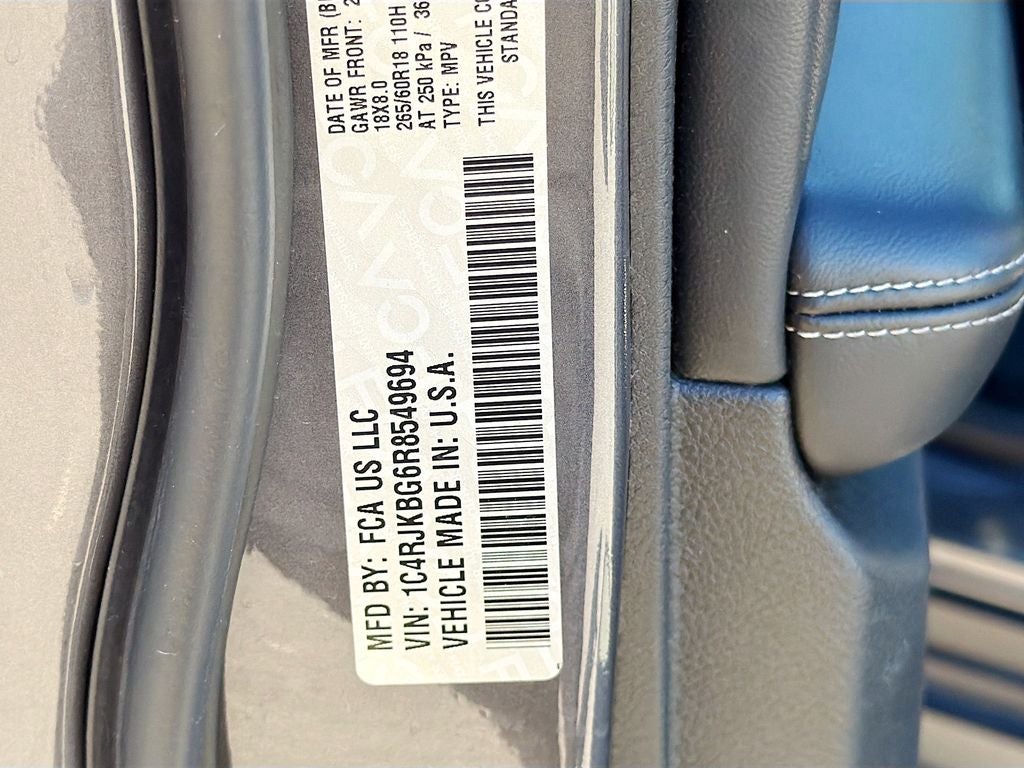 MFD BY: FCA US LLC
VIN: 1C4RJKBG6R8549694
VEHICLE MADE IN: U.S.A.
DATE OF MFR
GAWR FRONT:
18X8.0
265/60R18 110H
AT 250 kPa / 36
TYPE: MPV
THIS VEHICLE